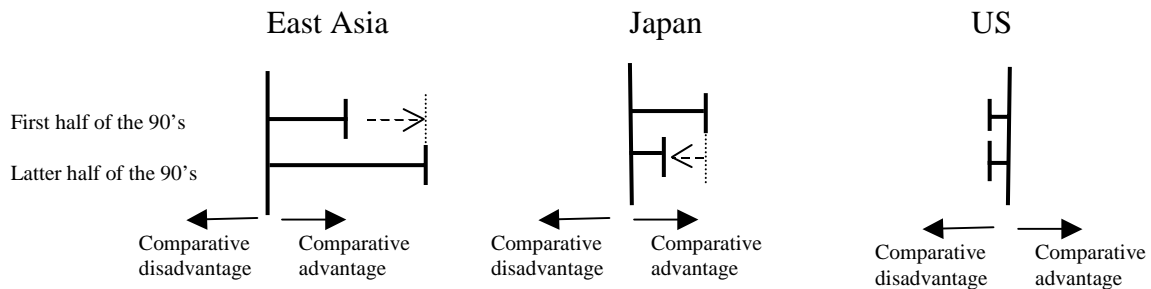 East Asia
Japan
US
First half of the 90's
Latter half of the 90's
Comparative
disadvantage
Comparative
advantage
Comparative
disadvantage
Comparative
advantage
Comparative
disadvantage
Comparative
advantage